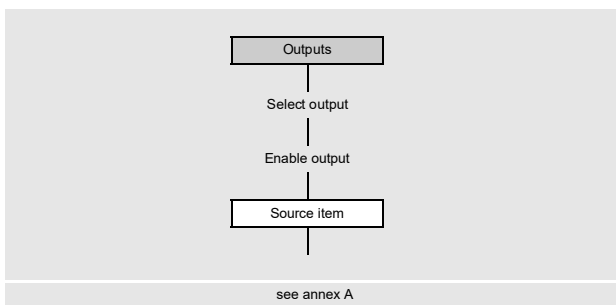 Outputs
Select output
Enable output
Source item
see annex A